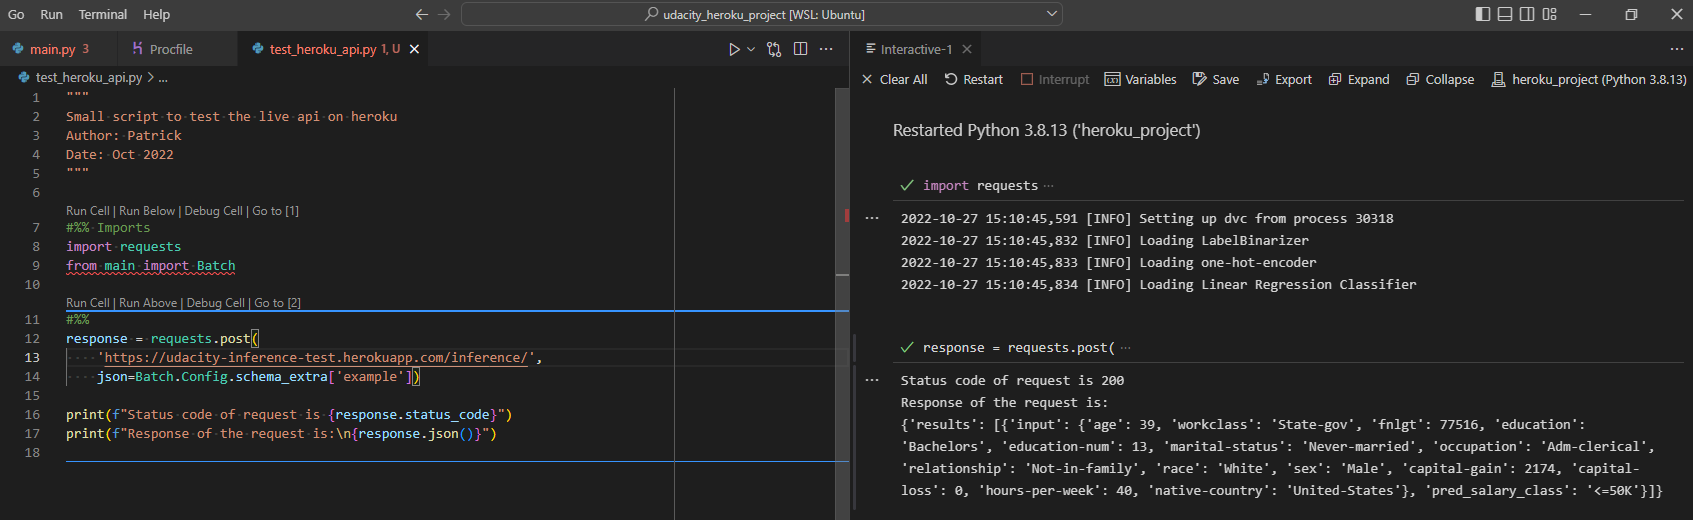 Go Run Terminal Help
udacity_heroku_project [WSL: Ubuntu]
main.py 3 Procfile test_heroku_api.py 1, U
test_heroku_api.py > ...
1 """
2 Small script to test the live api on heroku
3 Author: Patrick
4 Date: Oct 2022
5 """
6
Run Cell | Run Below | Debug Cell | Go to [1]
7 #%% Imports
8 import requests
9 from main import Batch
10
Run Cell | Run Above | Debug Cell | Go to [2]
11 #%%
12 response = requests.post(
13 'https://udacity-inference-test.herokuapp.com/inference/',
14 json=Batch.Config.schema_extra['example'])
15
16 print(f"Status code of request is {response.status_code}")
17 print(f"Response of the request is:\n{response.json()}")
18
Interactive-1
Clear All Restart Interrupt Variables Save Export Expand Collapse heroku_project (Python 3.8.13)
Restarted Python 3.8.13 ('heroku_project')
import requests ...
2022-10-27 15:10:45,591 [INFO] Setting up dvc from process 30318
2022-10-27 15:10:45,832 [INFO] Loading LabelBinarizer
2022-10-27 15:10:45,833 [INFO] Loading one-hot-encoder
2022-10-27 15:10:45,834 [INFO] Loading Linear Regression Classifier
response = requests.post( ...
Status code of request is 200
Response of the request is:
{'results': [{'input': {'age': 39, 'workclass': 'State-gov', 'fnlgt': 77516, 'education':
'Bachelors', 'education-num': 13, 'marital-status': 'Never-married', 'occupation': 'Adm-clerical',
'relationship': 'Not-in-family', 'race': 'White', 'sex': 'Male', 'capital-gain': 2174, 'capital-
loss': 0, 'hours-per-week': 40, 'native-country': 'United-States'}, 'pred_salary_class': '<=50K'}]}